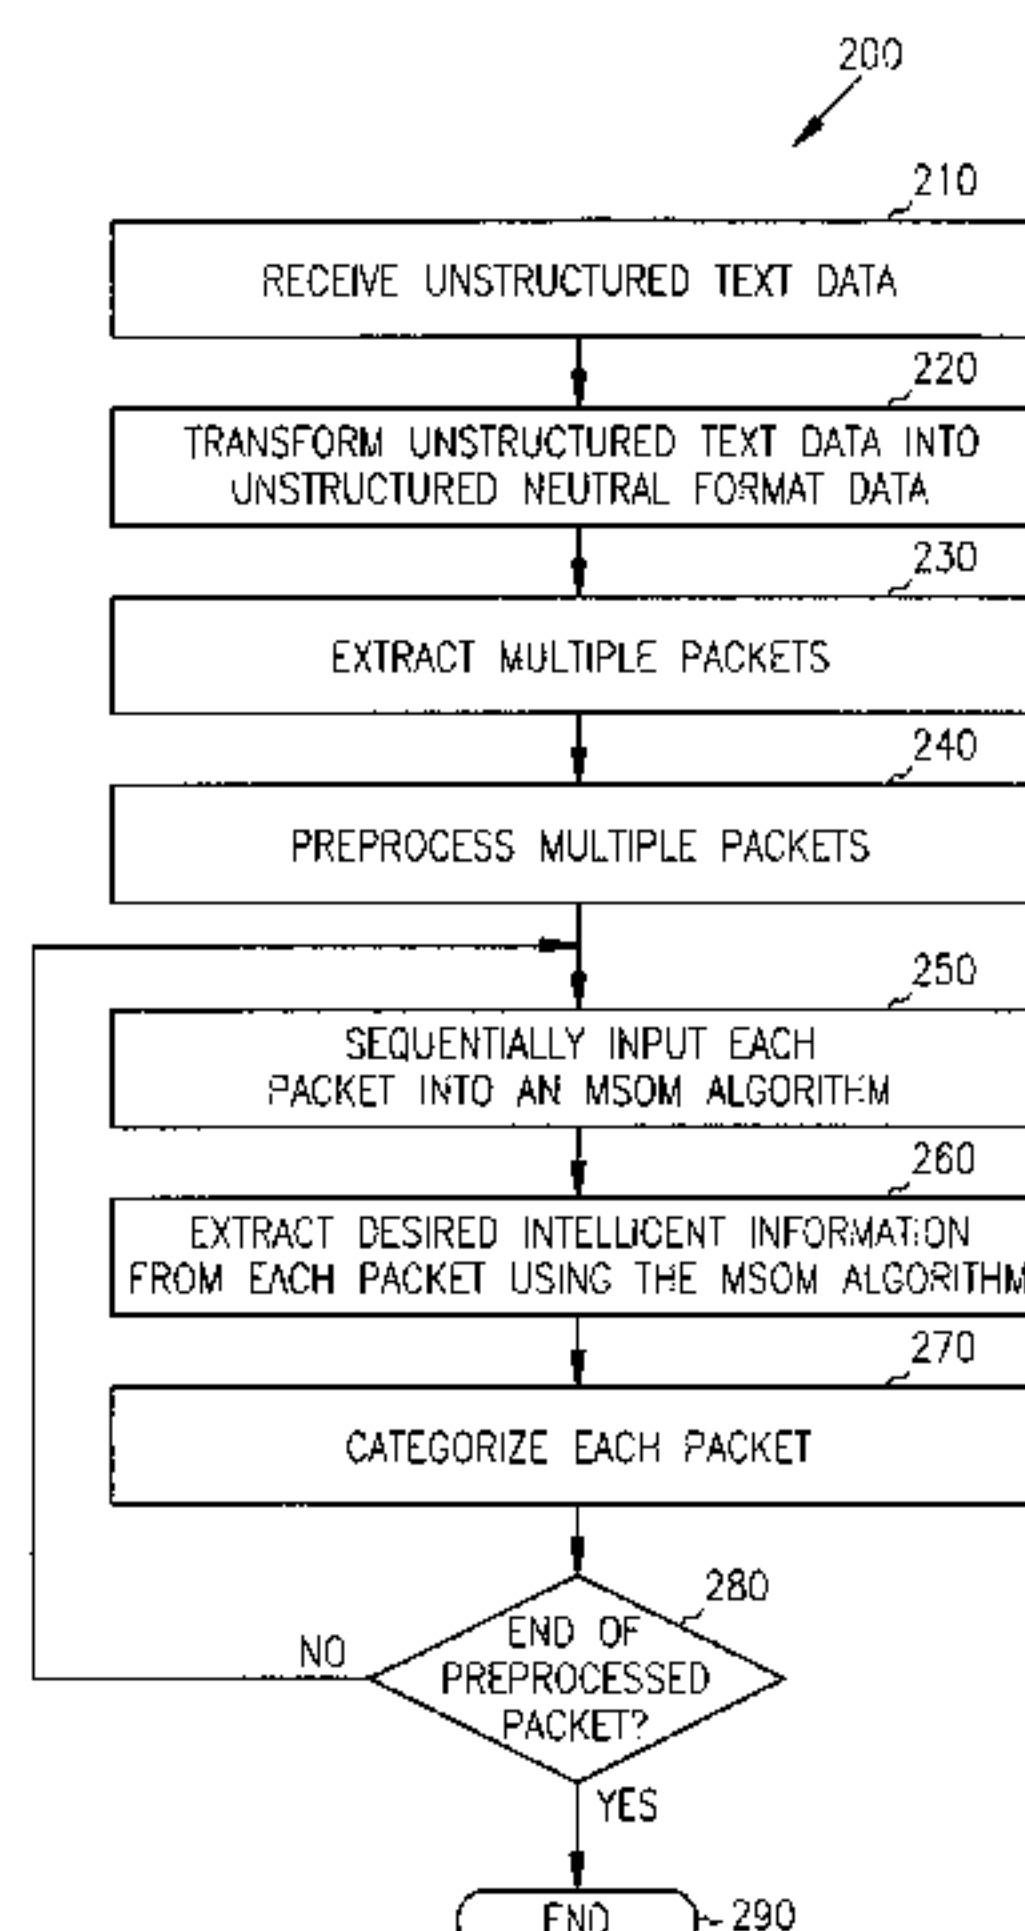 200
210
RECEIVE UNSTRUCTURED TEXT DATA
220
TRANSFORM UNSTRUCTURED TEXT DATA INTO
UNSTRUCTURED NEUTRAL FORMAT DATA
230
EXTRACT MULTIPLE PACKETS
240
PREPROCESS MULTIPLE PACKETS
250
SEQUENTIALLY INPUT EACH
PACKET INTO AN MSOM ALGORITHM
260
EXTRACT DESIRED INTELLIGENT INFORMATION
FROM EACH PACKET USING THE MSOM ALGORITHM
270
CATEGORIZE EACH PACKET
280
END OF
PREPROCESSED
PACKET?
NO
YES
END
290